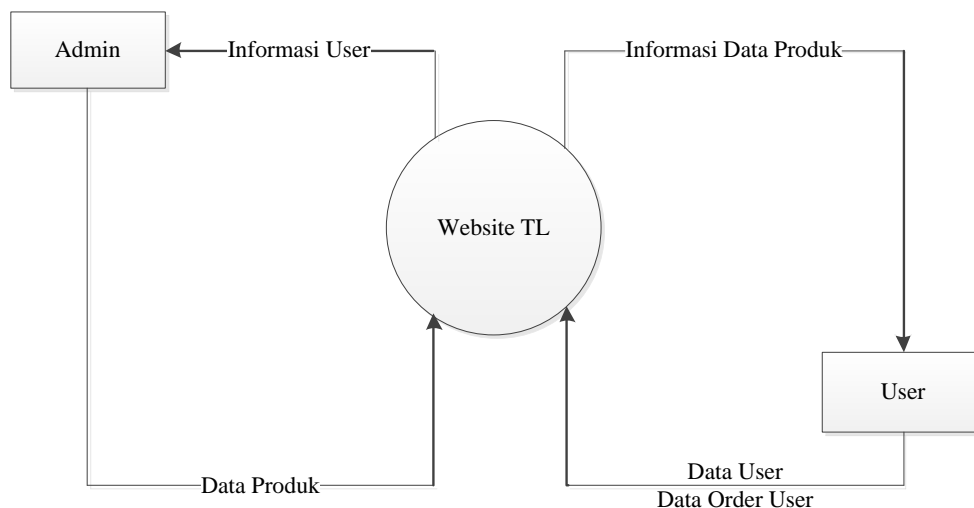 Admin
Informasi User
Informasi Data Produk
Website TL
User
Data Produk
Data User
Data Order User